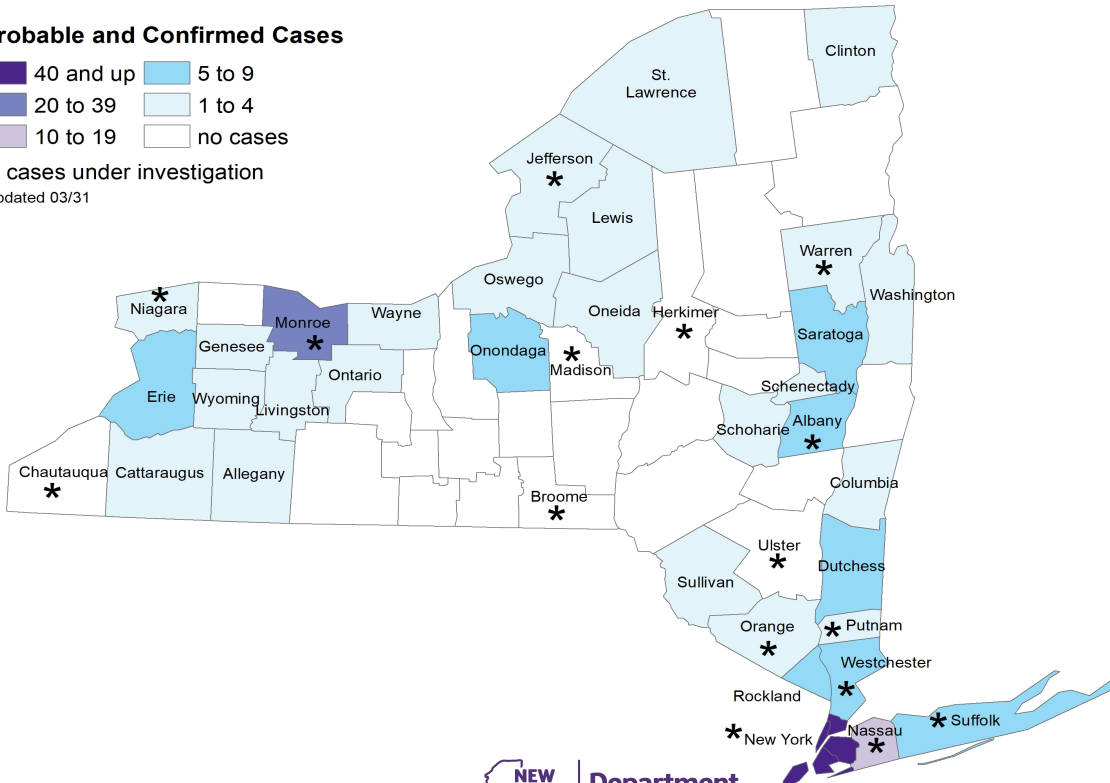 robable and Confirmed Cases
40 and up
5 to 9
20 to 39
1 to 4
10 to 19
no cases
cases under investigation
pdated 03/31
Clinton
St.
Lawrence
Jefferson
*
Lewis
Warren
*
Oswego
Washington
*
Niagara
Oneida
Herkimer
*
Wayne
Monroe
*
Saratoga
Genesee
Onondaga
*
Madison
Ontario
Schenectady
Erie
Wyoming
Livingston
Albany
*
Schoharie
Chautauqua
*
Cattaraugus
Allegany
Columbia
Broome
*
Ulster
*
Dutchess
Sullivan
Orange
*
* Putnam
Westchester
*
Rockland
* New York
Nassau
*
* Suffolk
NEW
Department